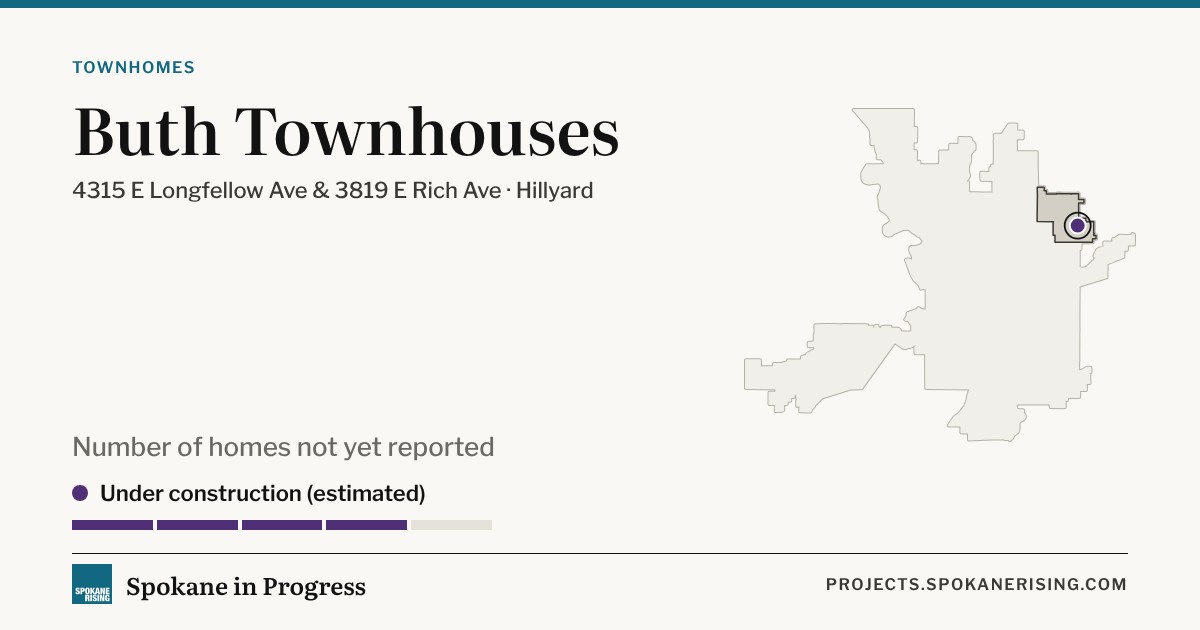 TOWNHOMES
Buth Townhouses
4315 E Longfellow Ave & 3819 E Rich Ave · Hillyard
Number of homes not yet reported
Under construction (estimated)
SPOKANE
RISING
Spokane in Progress
PROJECTS.SPOKANERISING.COM